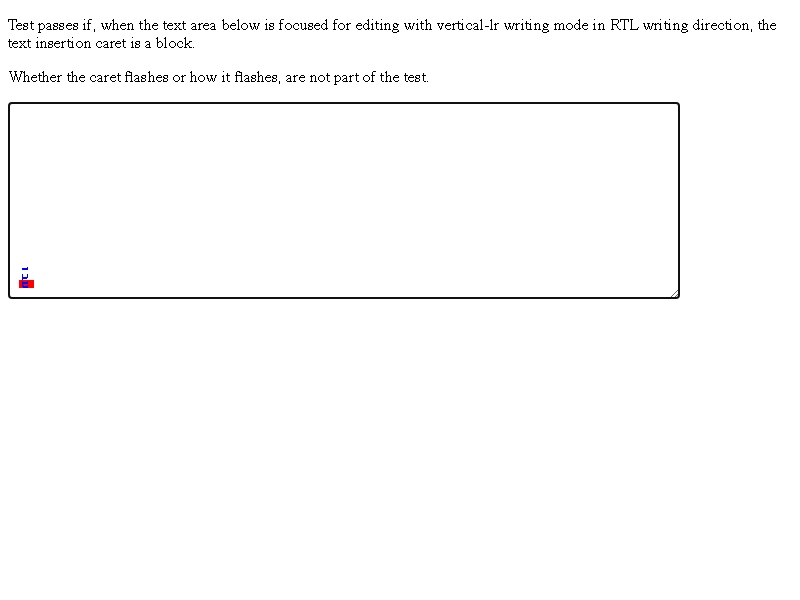 Test passes if, when the text area below is focused for editing with vertical-lr writing mode in RTL writing direction, the
text insertion caret is a block.
Whether the caret flashes or how it flashes, are not part of the test.